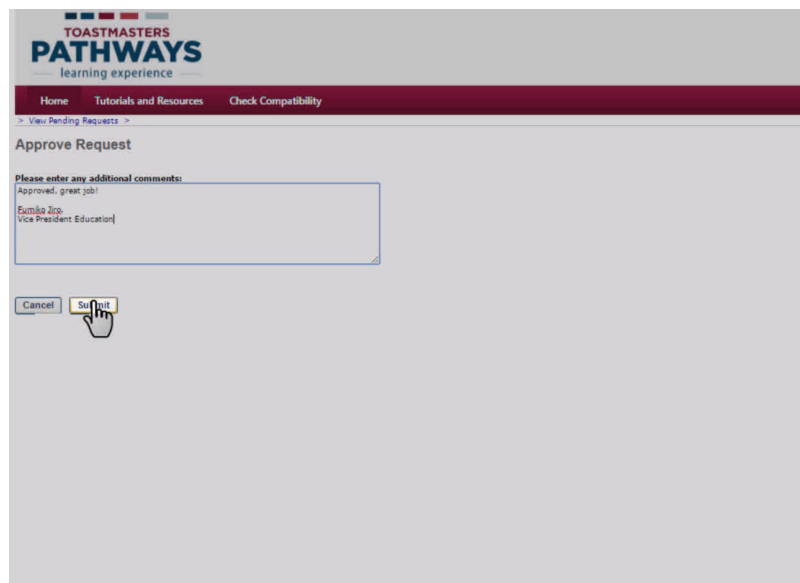 TOASTMASTERS
PATHWAYS
learning experience
Home Tutorials and Resources Check Compatibility
> View Pending Requests >
Approve Request
Please enter any additional comments:
Approved, great job!
Fumiko Jiro,
Vice President Education
Cancel Submit